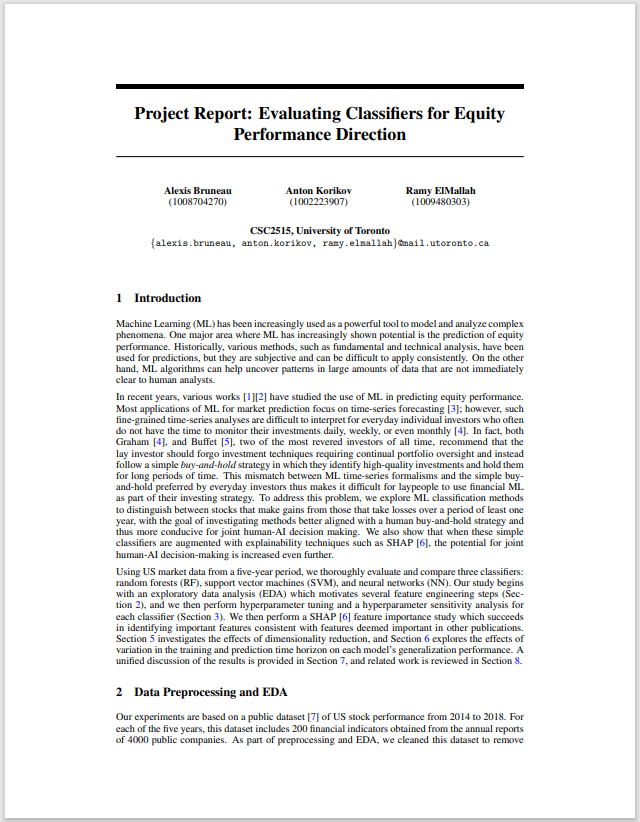 Project Report: Evaluating Classifiers for Equity
Performance Direction
Alexis Bruneau Anton Korikov Ramy ElMallah
(1008704270) (1002223907) (1009480303)
CSC2515, University of Toronto
{alexis.bruneau, anton.korikov, ramy.elmallah}@mail.utoronto.ca
1 Introduction
Machine Learning (ML) has been increasingly used as a powerful tool to model and analyze complex
phenomena. One major area where ML has increasingly shown potential is the prediction of equity
performance. Historically, various methods, such as fundamental and technical analysis, have been
used for predictions, but they are subjective and can be difficult to apply consistently. On the other
hand, ML algorithms can help uncover patterns in large amounts of data that are not immediately
clear to human analysts.
In recent years, various works [1][2] have studied the use of ML in predicting equity performance.
Most applications of ML for market prediction focus on time-series forecasting [3]; however, such
fine-grained time-series analyses are difficult to interpret for everyday individual investors who often
do not have the time to monitor their investments daily, weekly, or even monthly [4]. In fact, both
Graham [4], and Buffet [5], two of the most revered investors of all time, recommend that the
lay investor should forgo investment techniques requiring continual portfolio oversight and instead
follow a simple buy-and-hold strategy in which they identify high-quality investments and hold them
for long periods of time. This mismatch between ML time-series formalisms and the simple buy-
and-hold preferred by everyday investors thus makes it difficult for laypeople to use financial ML
as part of their investing strategy. To address this problem, we explore ML classification methods
to distinguish between stocks that make gains from those that take losses over a period of least one
year, with the goal of investigating methods better aligned with a human buy-and-hold strategy and
thus more conducive for joint human-AI decision making. We also show that when these simple
classifiers are augmented with explainability techniques such as SHAP [6], the potential for joint
human-AI decision-making is increased even further.
Using US market data from a five-year period, we thoroughly evaluate and compare three classifiers:
random forests (RF), support vector machines (SVM), and neural networks (NN). Our study begins
with an exploratory data analysis (EDA) which motivates several feature engineering steps (Sec-
tion 2), and we then perform hyperparameter tuning and a hyperparameter sensitivity analysis for
each classifier (Section 3). We then perform a SHAP [6] feature importance study which succeeds
in identifying important features consistent with features deemed important in other publications.
Section 5 investigates the effects of dimensionality reduction, and Section 6 explores the effects of
variation in the training and prediction time horizon on each model's generalization performance. A
unified discussion of the results is provided in Section 7, and related work is reviewed in Section 8.
2 Data Preprocessing and EDA
Our experiments are based on a public dataset [7] of US stock performance from 2014 to 2018. For
each of the five years, this dataset includes 200 financial indicators obtained from the annual reports
of 4000 public companies. As part of preprocessing and EDA, we cleaned this dataset to remove